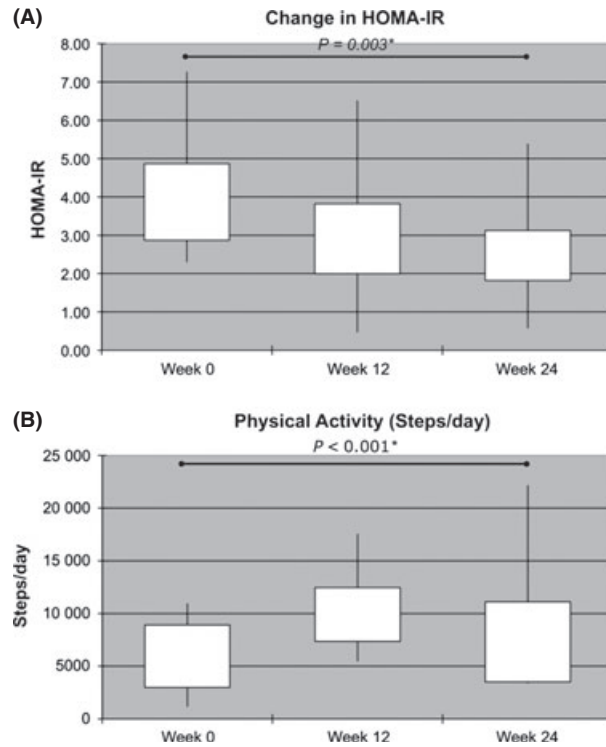 (A)
Change in HOMA-IR
P = 0.003*
8.00
7.00
6.00
5.00
4.00
3.00
2.00
1.00
0.00
HOMA-IR
Week 0 Week 12 Week 24
(B)
Physical Activity (Steps/day)
P < 0.001*
25 000
20 000
15 000
10 000
5000
0
Steps/day
Week 0 Week 12 Week 24